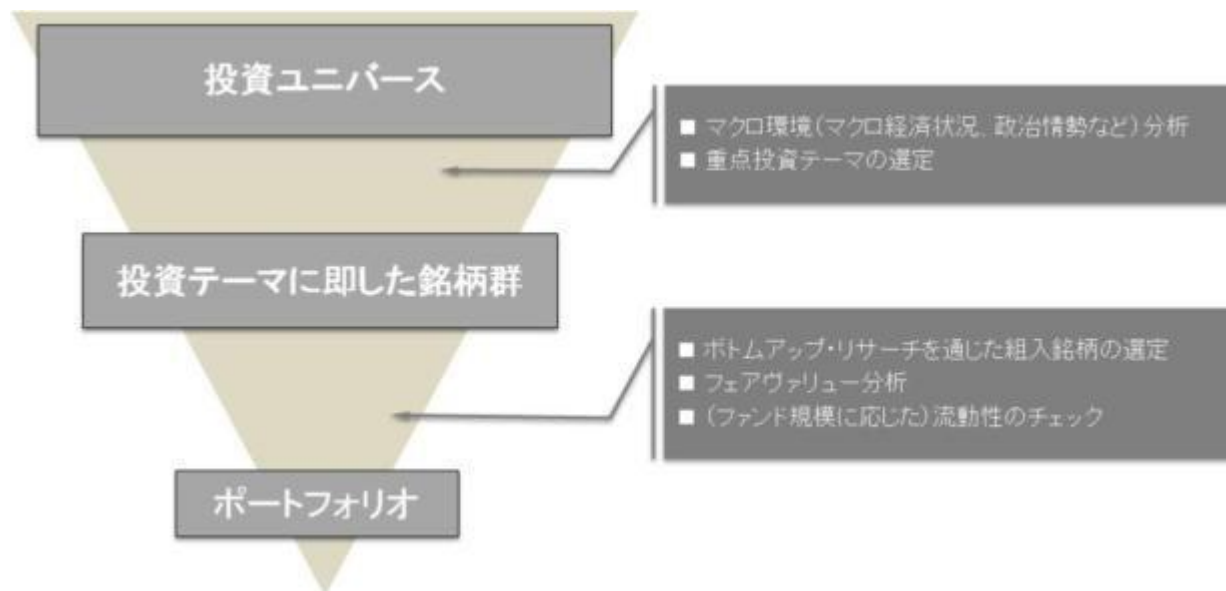 投資ユニバース
■ マクロ環境(マクロ経済状況、政治情勢など)分析
■ 重点投資テーマの選定
投資テーマに即した銘柄群
■ ボトムアップ・リサーチを通じた組入銘柄の選定
■ フェアヴァリュー分析
■ (ファンド規模に応じた)流動性のチェック
ポートフォリオ